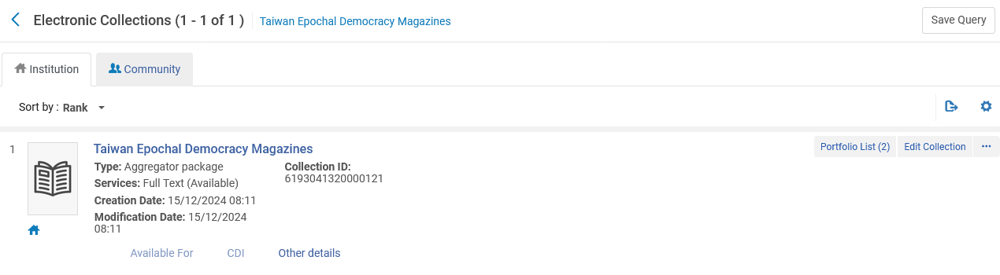 Electronic Collections (1 - 1 of 1 ) Taiwan Epochal Democracy Magazines Save Query
Institution Community
Sort by : Rank
1 Taiwan Epochal Democracy Magazines Portfolio List (2) Edit Collection ...
Type: Aggregator package Collection ID:
Services: Full Text (Available) 6193041320000121
Creation Date: 15/12/2024 08:11
Modification Date: 15/12/2024
08:11
Available For CDI Other details